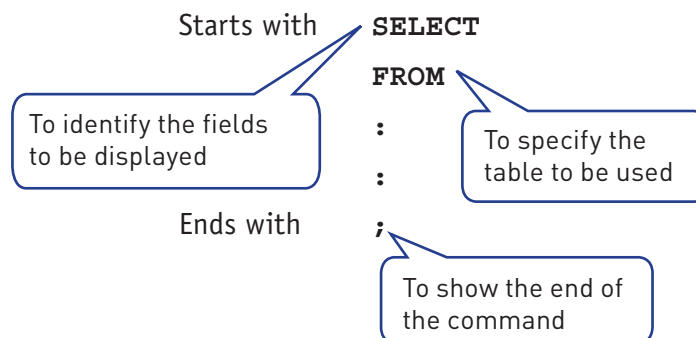 Starts with SELECT
FROM
To identify the fields
to be displayed
:
To specify the
table to be used
:
Ends with ;
To show the end of
the command